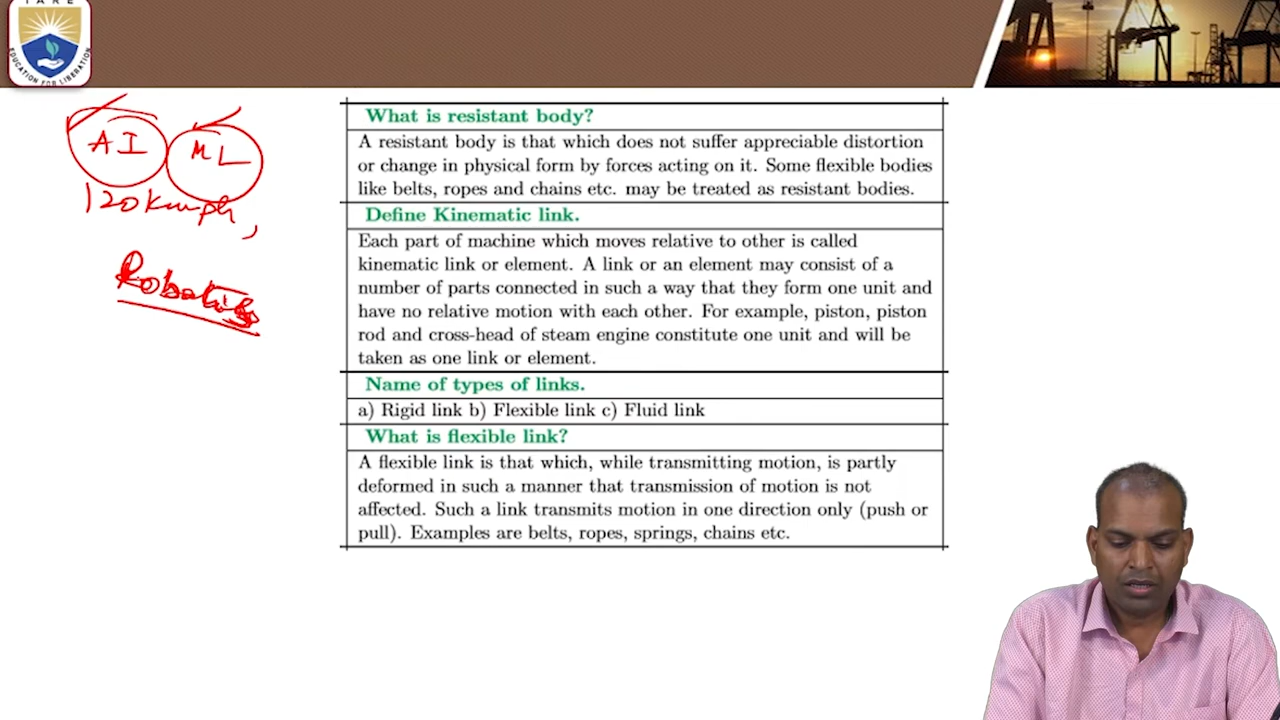 EDUCATION FOR LIBERATION
AI
ML
120 kmph,
Robotics
What is resistant body?
A resistant body is that which does not suffer appreciable distortion
or change in physical form by forces acting on it. Some flexible bodies
like belts, ropes and chains etc. may be treated as resistant bodies.
Define Kinematic link.
Each part of machine which moves relative to other is called
kinematic link or element. A link or an element may consist of a
number of parts connected in such a way that they form one unit and
have no relative motion with each other. For example, piston, piston
rod and cross-head of steam engine constitute one unit and will be
taken as one link or element.
Name of types of links.
a) Rigid link b) Flexible link c) Fluid link
What is flexible link?
A flexible link is that which, while transmitting motion, is partly
deformed in such a manner that transmission of motion is not
affected. Such a link transmits motion in one direction only (push or
pull). Examples are belts, ropes, springs, chains etc.